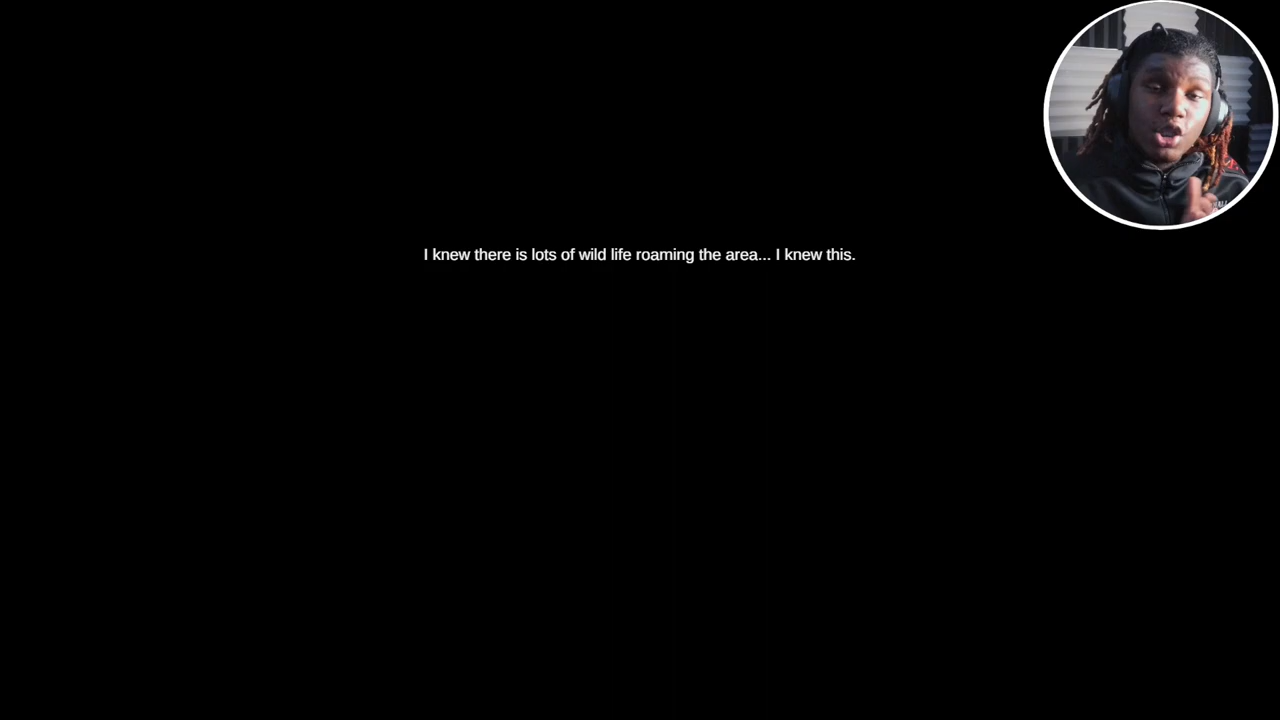 I knew there is lots of wild life roaming the area... I knew this.